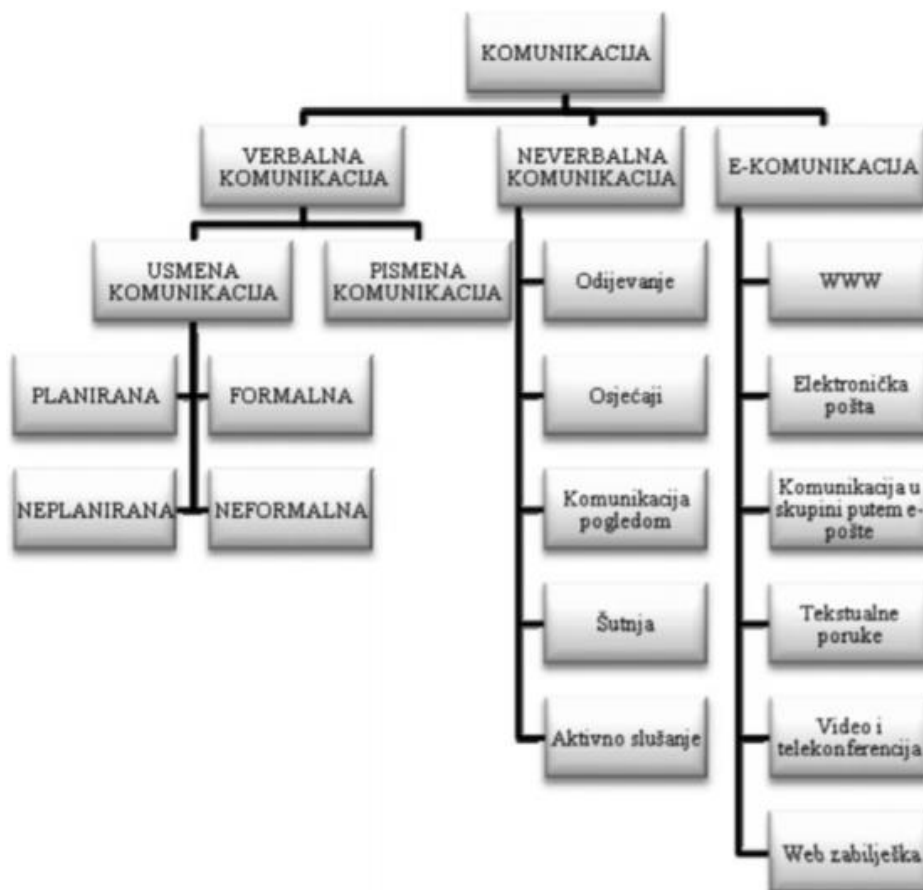 KOMUNIKACIJA
VERBALNA
KOMUNIKACIJA
NEVERBALNA
KOMUNIKACIJA
E-KOMUNIKACIJA
USMENA
KOMUNIKACIJA
PISMENA
KOMUNIKACIJA
PLANIRANA
FORMALNA
NEPLANIRANA
NEFORMALNA
Odijevanje
Osjećaji
Komunikacija
pogledom
Šutnja
Aktivno slušanje
WWW
Elektronička
pošta
Komunikacija u
skupini putem e-
pošte
Tekstualne
poruke
Video i
telekonferencija
Web zabilješka